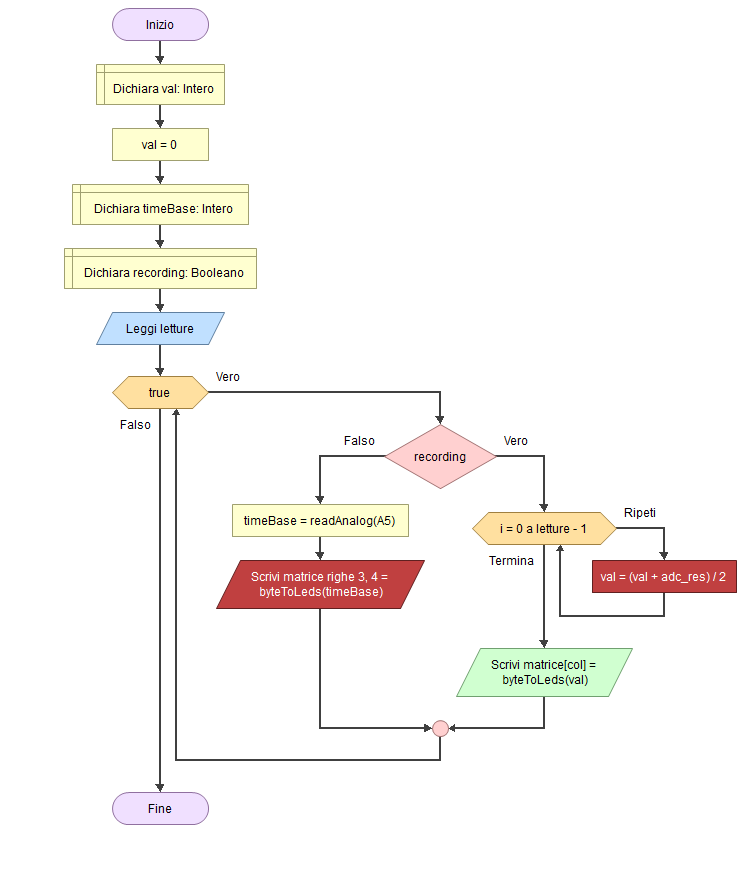 Inizio
Dichiara val: Intero
val = 0
Dichiara timeBase: Intero
Dichiara recording: Booleano
Leggi letture
true
Vero
Falso
recording
Falso
Vero
timeBase = readAnalog(A5)
Scrivi matrice righe 3, 4 =
byteToLeds(timeBase)
i = 0 a letture - 1
Ripeti
Termina
val = (val + adc_res) / 2
Scrivi matrice[col] =
byteToLeds(val)
Fine